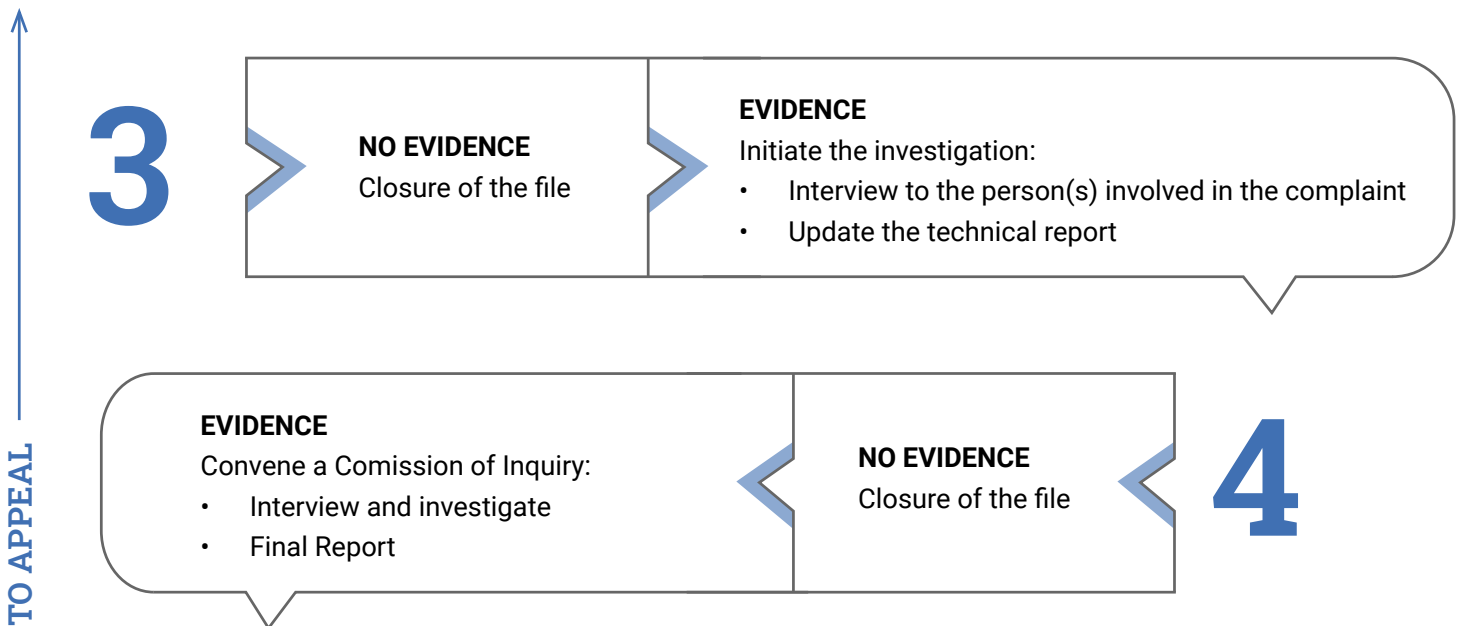 3
NO EVIDENCE
Closure of the file
EVIDENCE
Initiate the investigation:
• Interview to the person(s) involved in the complaint
• Update the technical report
EVIDENCE
Convene a Comission of Inquiry:
• Interview and investigate
• Final Report
NO EVIDENCE
Closure of the file
4
TO APPEAL